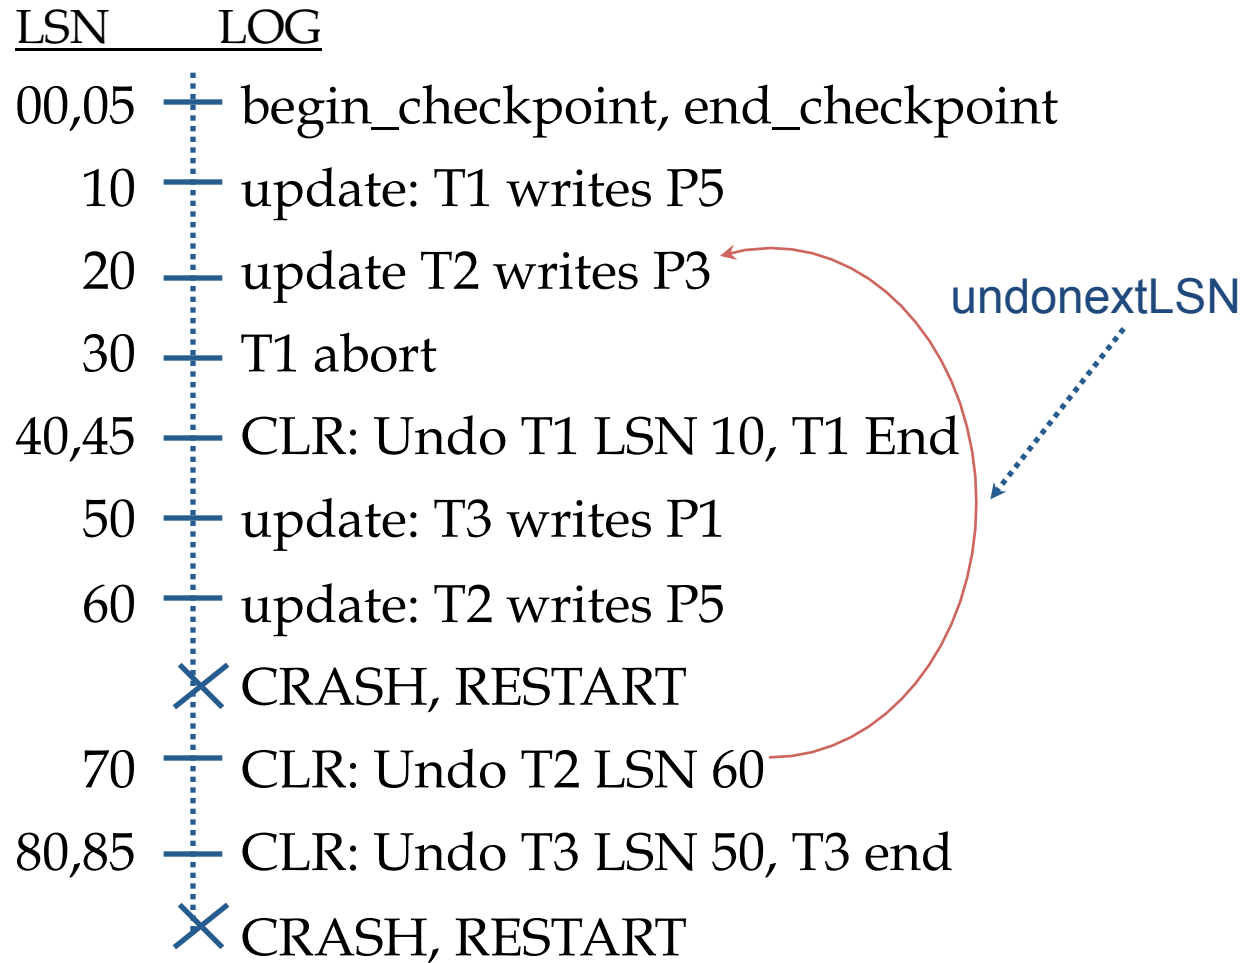 LSN LOG
00,05 begin_checkpoint, end_checkpoint
10 update: T1 writes P5
20 update T2 writes P3
undonextLSN
30 T1 abort
40,45 CLR: Undo T1 LSN 10, T1 End
50 update: T3 writes P1
60 update: T2 writes P5
CRASH, RESTART
70 CLR: Undo T2 LSN 60
80,85 CLR: Undo T3 LSN 50, T3 end
CRASH, RESTART